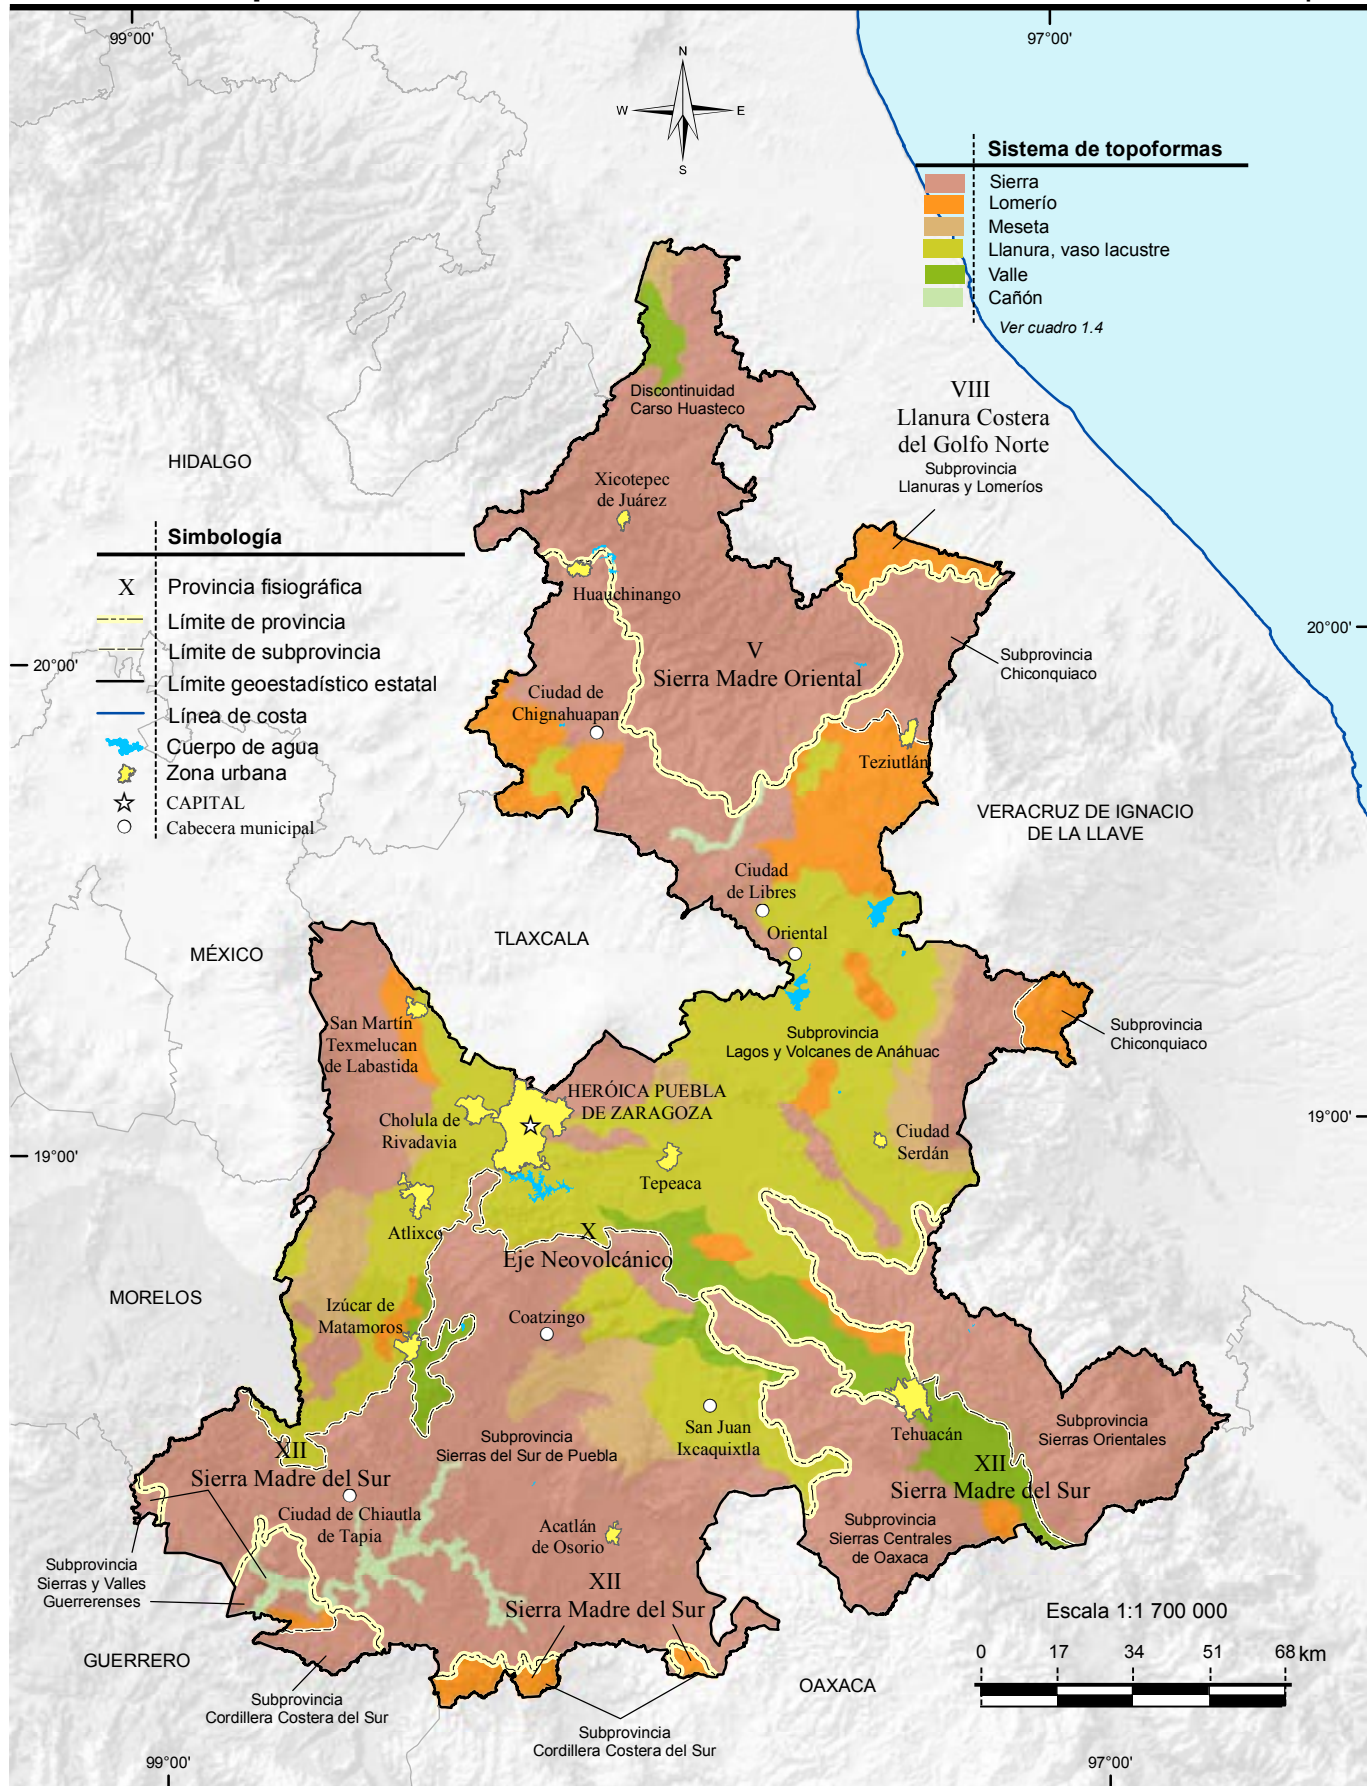 99°00'
97°00'
N
W
E
S
Sistema de topoformas
Sierra
Lomerío
Meseta
Llanura, vaso lacustre
Valle
Cañón
Ver cuadro 1.4
Discontinuidad
Carso Huasteco
VIII
Llanura Costera
del Golfo Norte
Subprovincia
Llanuras y Lomeríos
HIDALGO
Xicotepec
de Juárez
Simbología
X Provincia fisiográfica
Límite de provincia
Límite de subprovincia
Límite geoestadístico estatal
Línea de costa
Cuerpo de agua
Zona urbana
CAPITAL
Cabecera municipal
Huauchinango
20°00'
20°00'
V
Sierra Madre Oriental
Subprovincia
Chiconquiaco
Ciudad de
Chignahuapan
Teziutlán
VERACRUZ DE IGNACIO
DE LA LLAVE
Ciudad
de Libres
Oriental
TLAXCALA
MÉXICO
San Martín
Texmelucan
de Labastida
Subprovincia
Lagos y Volcanes de Anáhuac
Subprovincia
Chiconquiaco
HERÓICA PUEBLA
DE ZARAGOZA
Cholula de
Rivadavia
Ciudad
Serdán
19°00'
19°00'
Tepeaca
Atlixco
X
Eje Neovolcánico
MORELOS
Izúcar de
Matamoros
Coatzingo
San Juan
Ixcaquixtla
Tehuacán
Subprovincia
Sierras Orientales
Subprovincia
Sierras del Sur de Puebla
XII
Sierra Madre del Sur
XII
Sierra Madre del Sur
Ciudad de Chiautla
de Tapia
Acatlán
de Osorio
Subprovincia
Sierras Centrales
de Oaxaca
Subprovincia
Sierras y Valles
Guerrerenses
XII
Sierra Madre del Sur
Escala 1:1 700 000
0 17 34 51 68 km
GUERRERO
OAXACA
Subprovincia
Cordillera Costera del Sur
Subprovincia
Cordillera Costera del Sur
99°00'
97°00'